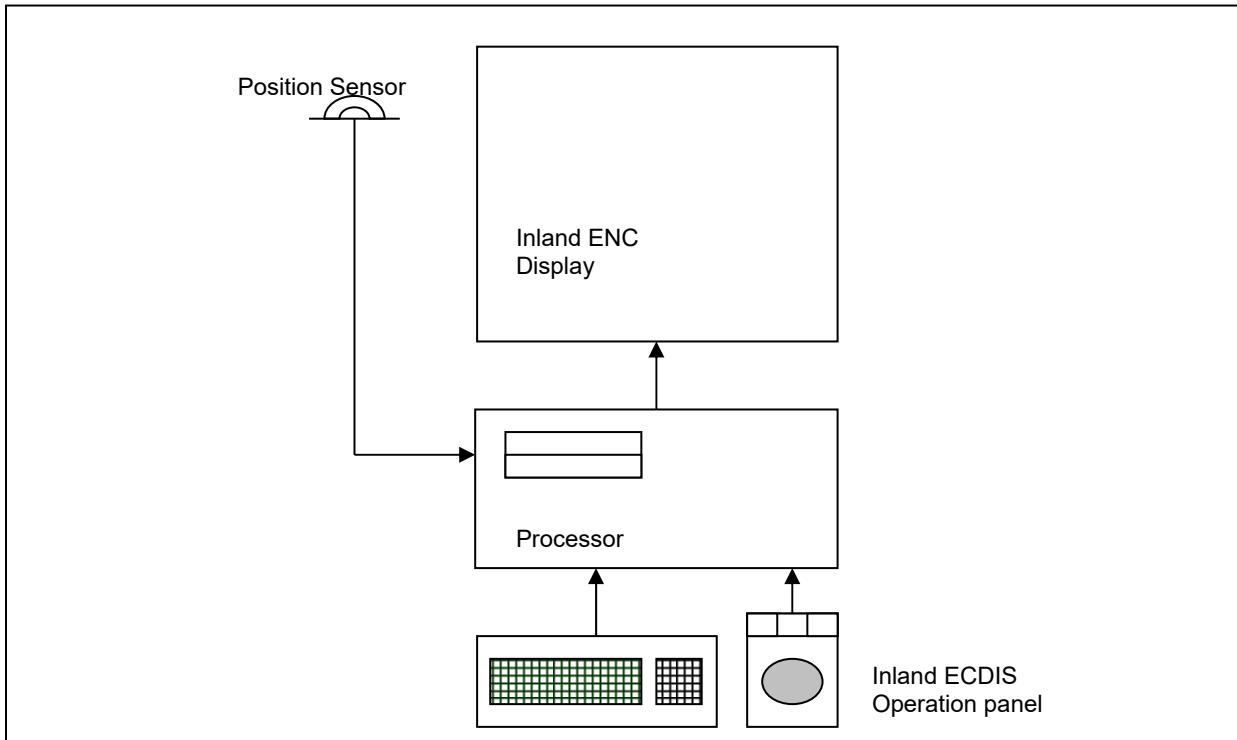 Position Sensor
Inland ENC
Display
Processor
Inland ECDIS
Operation panel